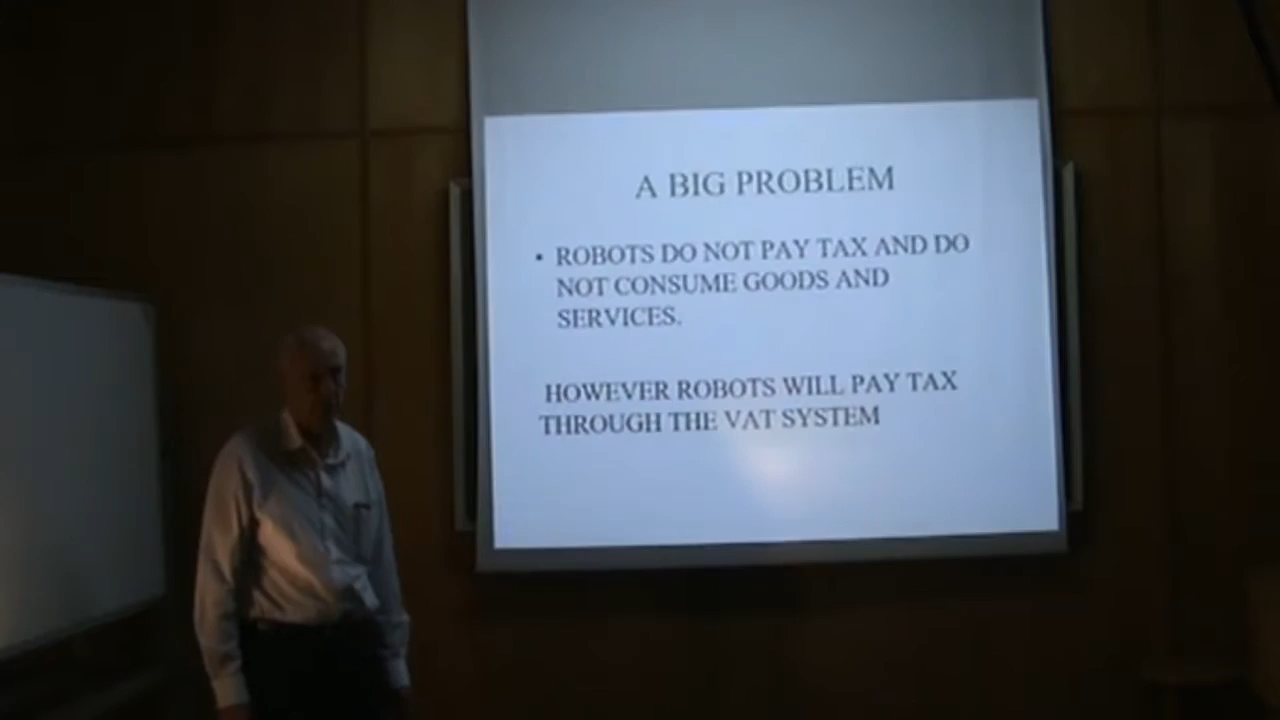 A BIG PROBLEM
• ROBOTS DO NOT PAY TAX AND DO
NOT CONSUME GOODS AND
SERVICES.
HOWEVER ROBOTS WILL PAY TAX
THROUGH THE VAT SYSTEM